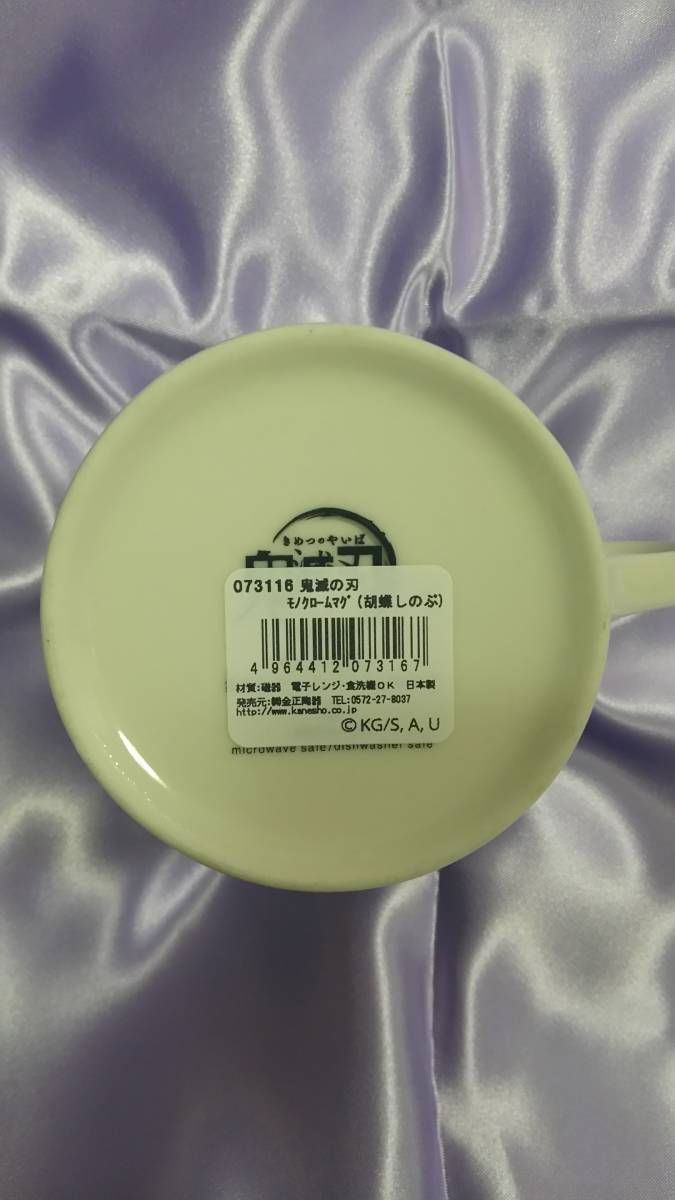 きめつのやいば
鬼滅刃
073116 鬼滅の刃
ﾓﾉｸﾛｰﾑﾏｸﾞ(胡蝶しのぶ)
4 964412 073167
材質:磁器 電子レンジ・食洗機OK 日本製
発売元:㈱金正陶器 TEL:0572-27-8037
http://www.kanesho.co.jp
©KG/S, A, U
microwave safe/dishwasher safe